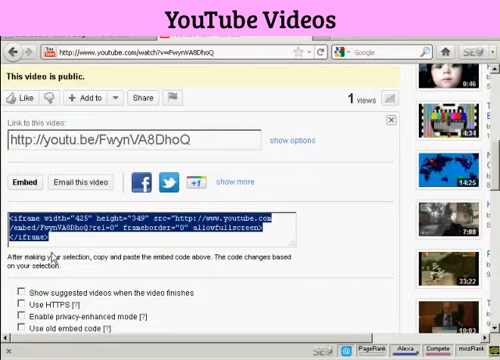 YouTube Videos
http://www.youtube.com/watch?v=FwynVA8DhoQ
Google
This video is public.
Like
Add to
Share
1 views
Link to this video:
http://youtu.be/FwynVA8DhoQ
show options
Embed
Email this video
+1
show more
<iframe width="425" height="349" src="http://www.youtube.com
/embed/FwynVA8DhoQ?rel=0" frameborder="0" allowfullscreen>
</iframe>
After making your selection, copy and paste the embed code above. The code changes based
on your selection.
Show suggested videos when the video finishes
Use HTTPS [?]
Enable privacy-enhanced mode [?]
Use old embed code [?]
0:46
4:34
14:25
33:22
PageRank
Alexa
Compete
mozRank